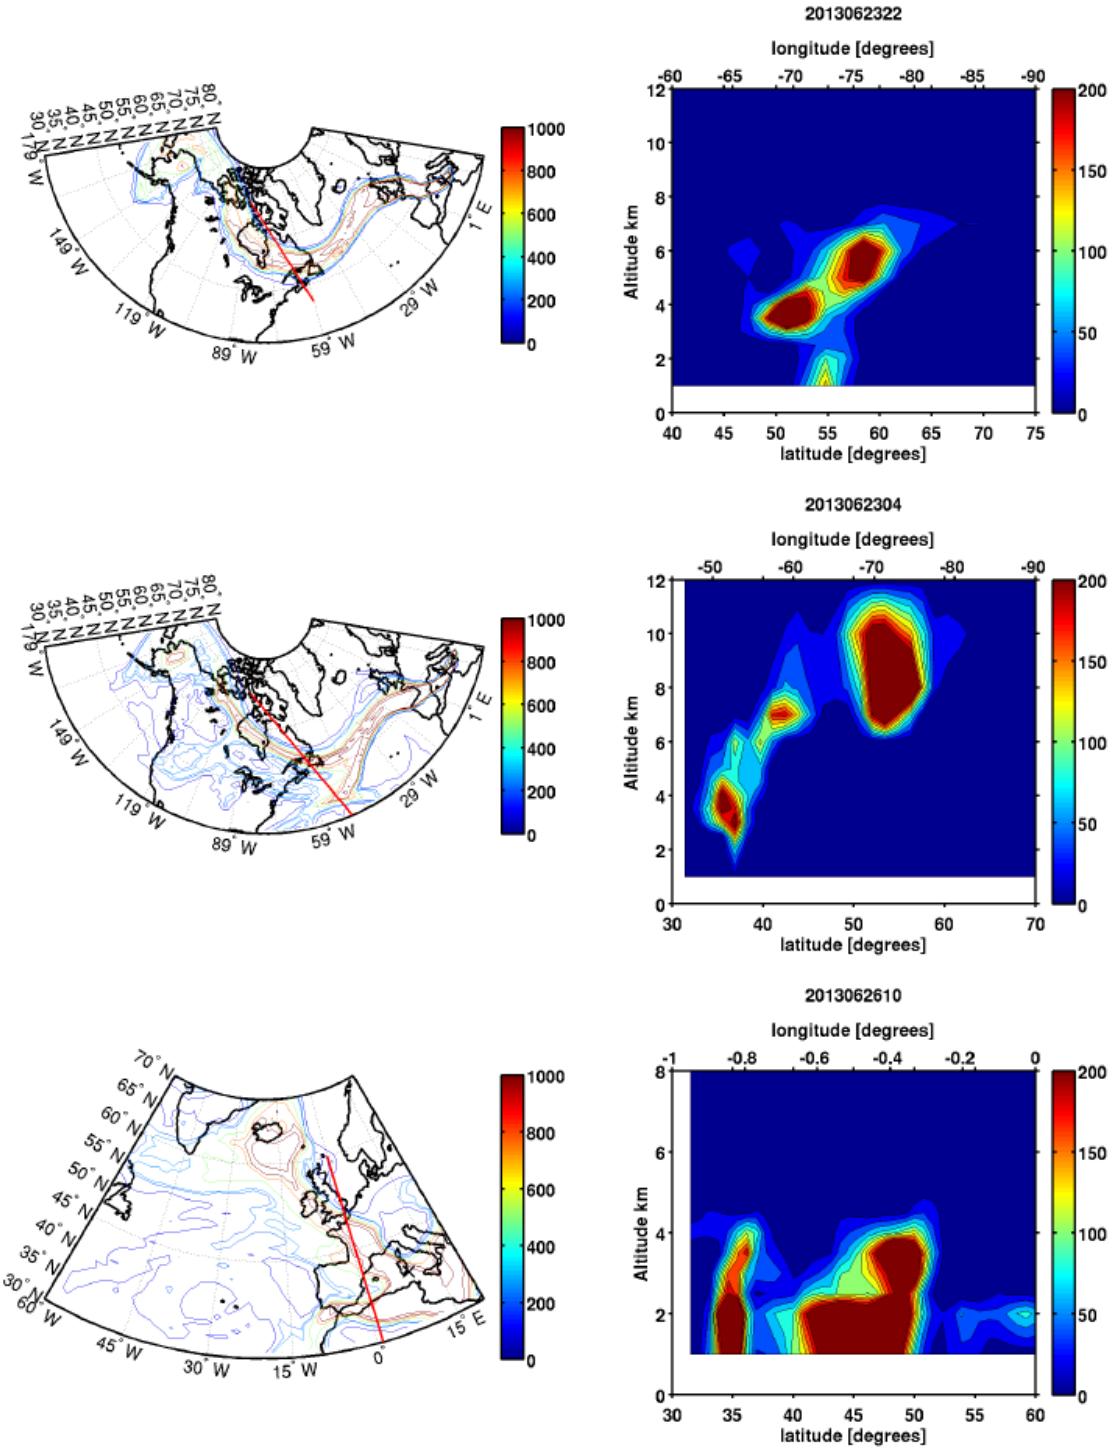 2013062322
longitude [degrees]
-60 -65 -70 -75 -80 -85 -90
30° N 35° N 40° N 45° N 50° N 55° N 60° N 65° N 70° N 75° N 80° N
179° W
149° W
119° W
89° W
59° W
29° W
1° E
1000
800
600
400
200
0
Altitude km
12
10
8
6
4
2
0
40 45 50 55 60 65 70 75
latitude [degrees]
200
150
100
50
0
2013062304
longitude [degrees]
-50 -60 -70 -80 -90
30° N 35° N 40° N 45° N 50° N 55° N 60° N 65° N 70° N 75° N 80° N
179° W
149° W
119° W
89° W
59° W
29° W
1° E
1000
800
600
400
200
0
Altitude km
12
10
8
6
4
2
0
30 40 50 60 70
latitude [degrees]
200
150
100
50
0
2013062610
longitude [degrees]
-1 -0.8 -0.6 -0.4 -0.2 0
70° N
65° N
60° N
55° N
50° N
45° N
40° N
35° N
30° N
60° W
45° W
30° W
15° W
0°
15° E
1000
800
600
400
200
0
Altitude km
8
6
4
2
0
30 35 40 45 50 55 60
latitude [degrees]
200
150
100
50
0